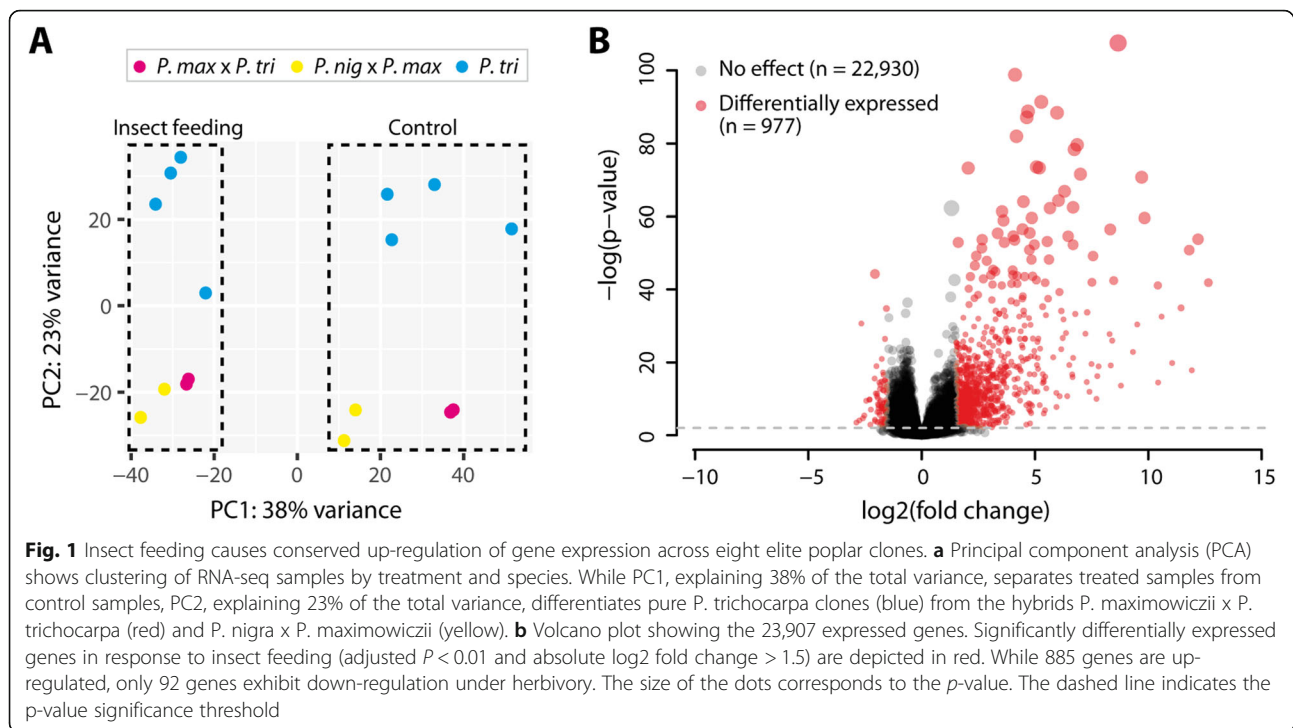 A
P. max x P. tri P. nig x P. max P. tri
Insect feeding Control
PC2: 23% variance
20
0
−20
−40 −20 0 20 40
PC1: 38% variance
B
No effect (n = 22,930)
Differentially expressed
(n = 977)
−log(p−value)
100
80
60
40
20
0
−10 −5 0 5 10 15
log2(fold change)
Fig. 1 Insect feeding causes conserved up-regulation of gene expression across eight elite poplar clones. a Principal component analysis (PCA)
shows clustering of RNA-seq samples by treatment and species. While PC1, explaining 38% of the total variance, separates treated samples from
control samples, PC2, explaining 23% of the total variance, differentiates pure P. trichocarpa clones (blue) from the hybrids P. maximowiczii x P.
trichocarpa (red) and P. nigra x P. maximowiczii (yellow). b Volcano plot showing the 23,907 expressed genes. Significantly differentially expressed
genes in response to insect feeding (adjusted P < 0.01 and absolute log2 fold change > 1.5) are depicted in red. While 885 genes are up-
regulated, only 92 genes exhibit down-regulation under herbivory. The size of the dots corresponds to the p-value. The dashed line indicates the
p-value significance threshold